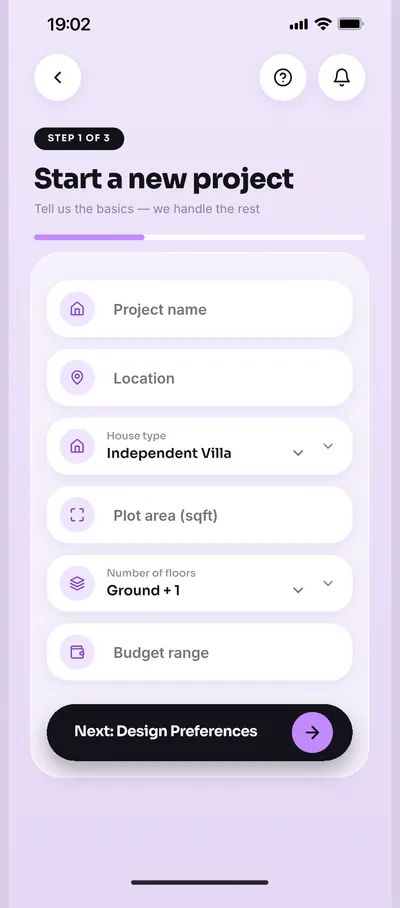 19:02
STEP 1 OF 3
Start a new project
Tell us the basics — we handle the rest
Project name
Location
House type
Independent Villa
Plot area (sqft)
Number of floors
Ground + 1
Budget range
Next: Design Preferences